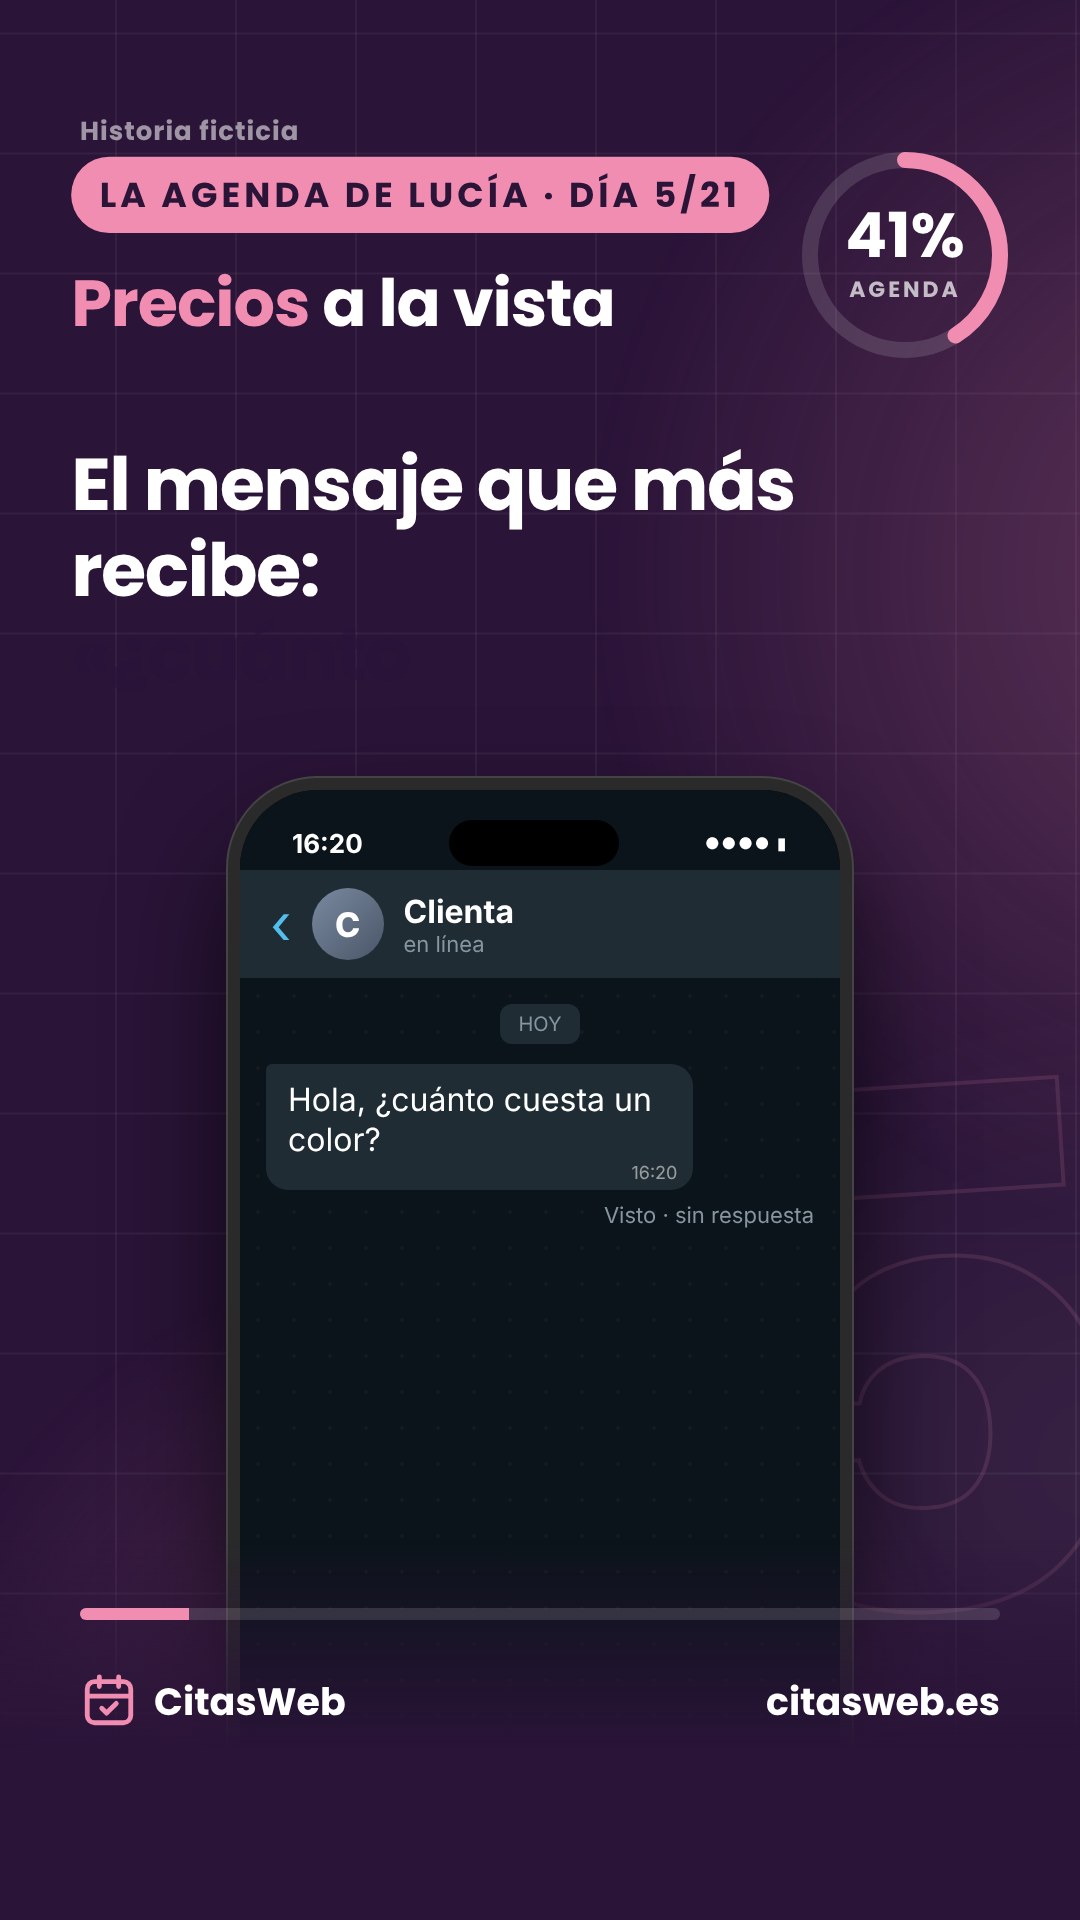 Historia ficticia
LA AGENDA DE LUCÍA · DÍA 5/21
41%
AGENDA
Precios a la vista
El mensaje que más
recibe:
16:20
C
Clienta
en línea
HOY
Hola, ¿cuánto cuesta un
color?
16:20
Visto · sin respuesta
5
CitasWeb
citasweb.es